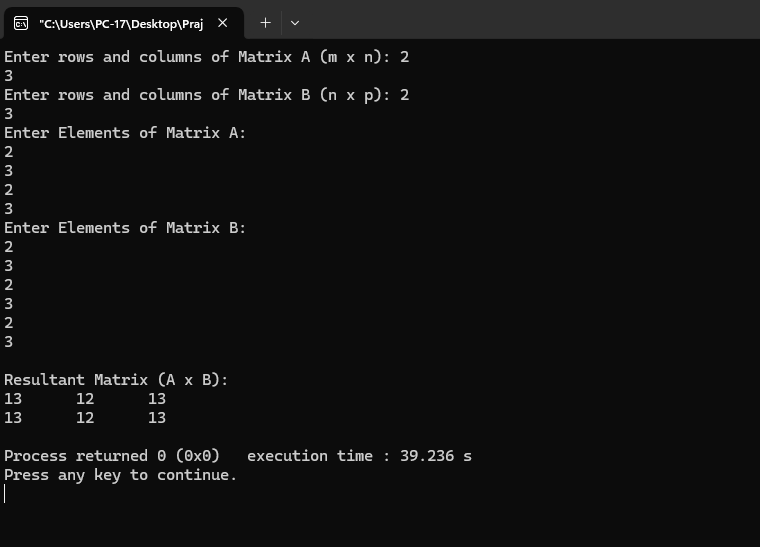 "C:\Users\PC-17\Desktop\Praj
Enter rows and columns of Matrix A (m x n): 2
3
Enter rows and columns of Matrix B (n x p): 2
3
Enter Elements of Matrix A:
2
3
2
3
Enter Elements of Matrix B:
2
3
2
3
2
3
Resultant Matrix (A x B):
13      12      13
13      12      13
Process returned 0 (0x0)   execution time : 39.236 s
Press any key to continue.